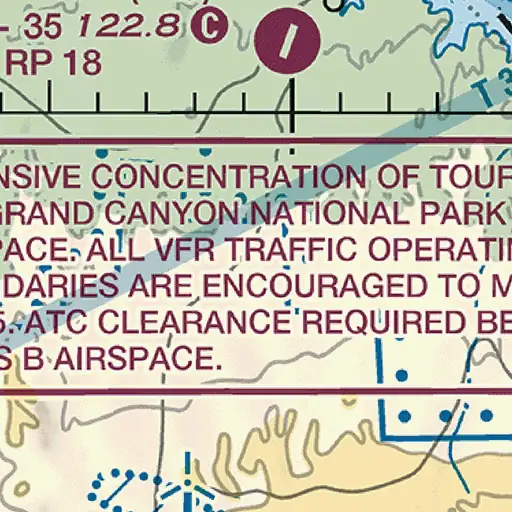 - 35 122.8 C
RP 18
T 3
NSIVE CONCENTRATION OF TOUR
GRAND CANYON NATIONAL PARK
PACE. ALL VFR TRAFFIC OPERATIN
DARIES ARE ENCOURAGED TO M
5. ATC CLEARANCE REQUIRED BE
S B AIRSPACE.